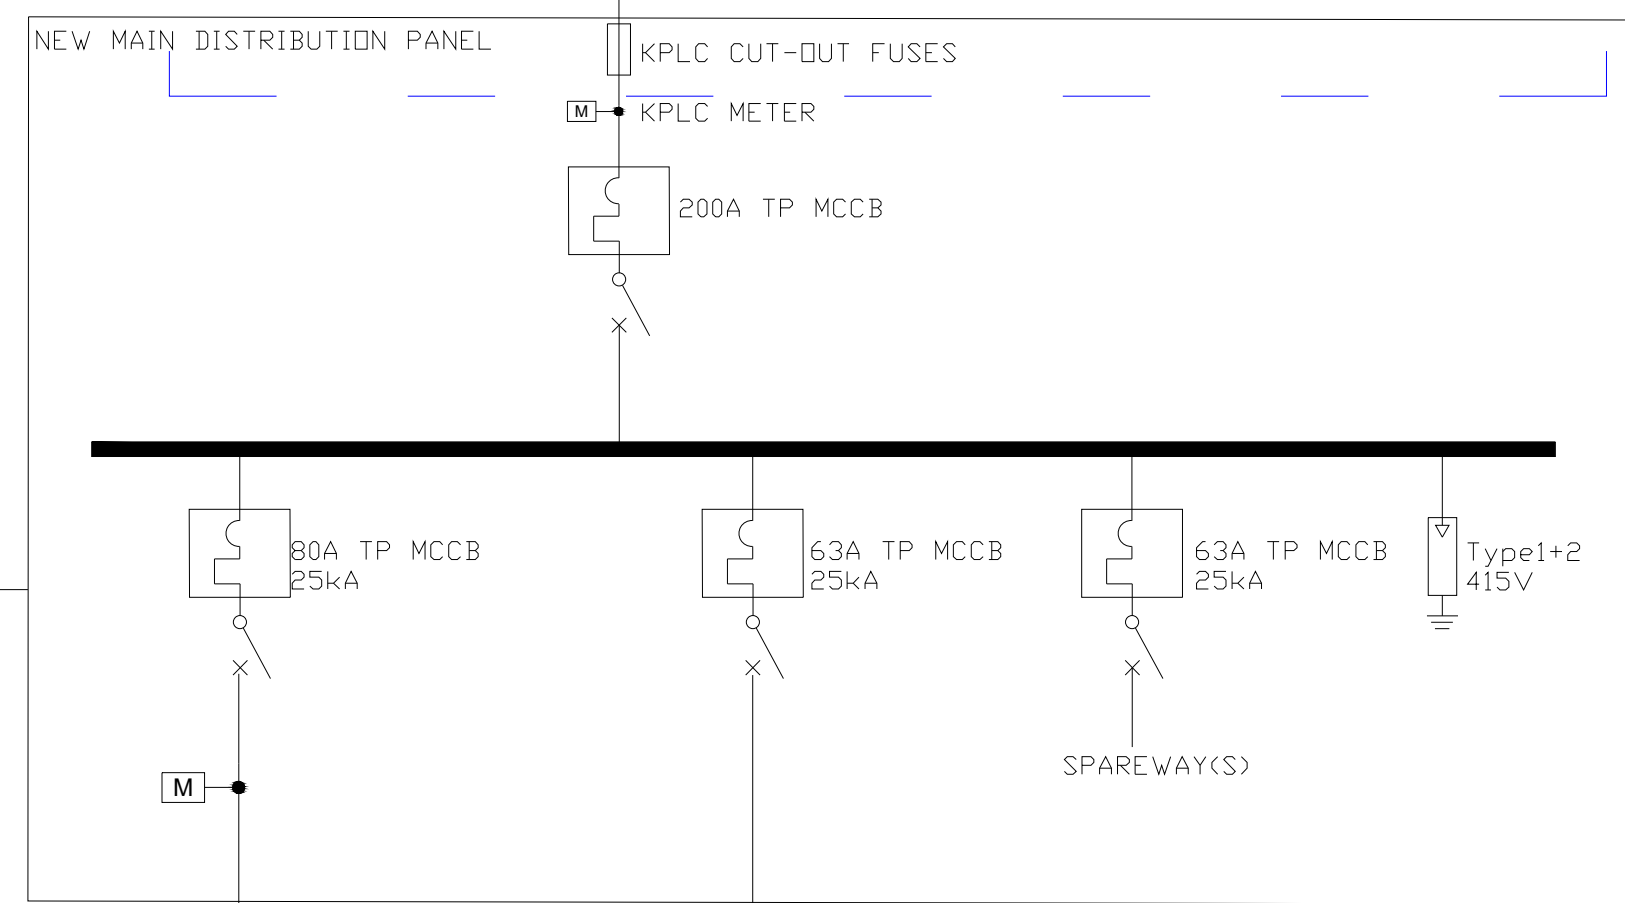 NEW MAIN DISTRIBUTION PANEL
KPLC CUT-OUT FUSES
M
KPLC METER
200A TP MCCB
80A TP MCCB
25kA
63A TP MCCB
25kA
63A TP MCCB
25kA
Type1+2
415V
SPAREWAY(S)
M